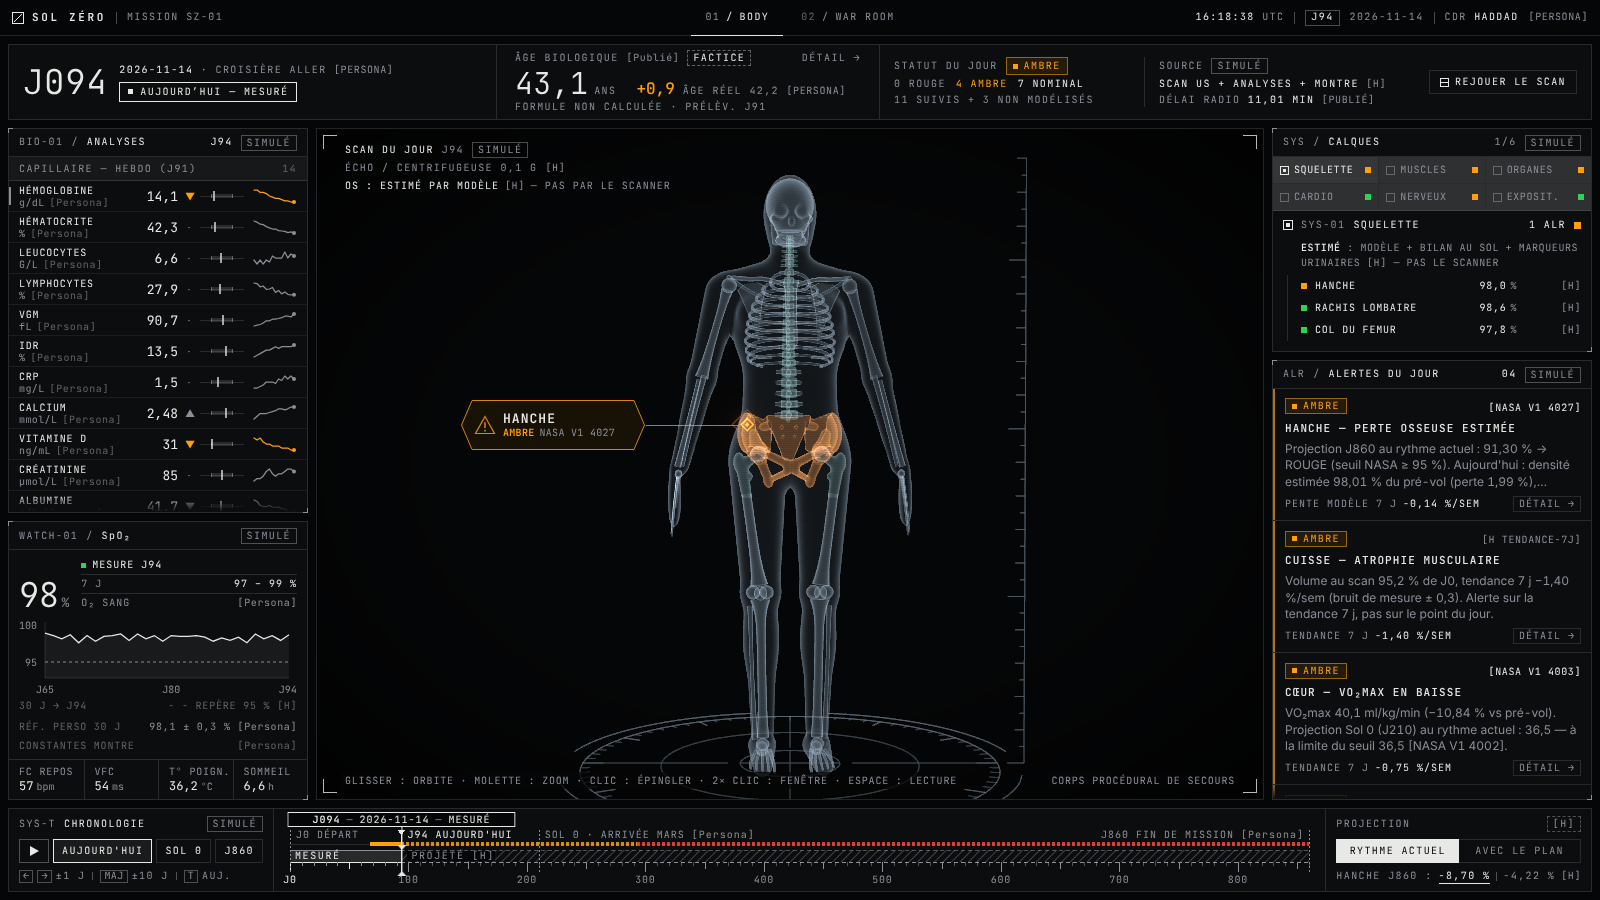 SOL ZÉRO | MISSION SZ-01
01 / BODY
02 / WAR ROOM
16:18:38 UTC | J94 2026-11-14 | CDR HADDAD [PERSONA]
J094
2026-11-14 · CROISIÈRE ALLER [PERSONA]
AUJOURD'HUI — MESURÉ
ÂGE BIOLOGIQUE [Publié] FACTICE DÉTAIL →
43,1 ANS +0,9 ÂGE RÉEL 42,2 [PERSONA]
FORMULE NON CALCULÉE · PRÉLÈV. J91
STATUT DU JOUR AMBRE
0 ROUGE 4 AMBRE 7 NOMINAL
11 SUIVIS + 3 NON MODÉLISÉS
SOURCE SIMULÉ
SCAN US + ANALYSES + MONTRE [H]
DÉLAI RADIO 11,01 MIN [PUBLIÉ]
REJOUER LE SCAN
BIO-01 / ANALYSES J94 SIMULÉ
CAPILLAIRE — HEBDO (J91) 14
HÉMOGLOBINE
g/dL [Persona] 14,1
HÉMATOCRITE
% [Persona] 42,3
LEUCOCYTES
G/L [Persona] 6,6
LYMPHOCYTES
% [Persona] 27,9
VGM
fL [Persona] 90,7
IDR
% [Persona] 13,5
CRP
mg/L [Persona] 1,5
CALCIUM
mmol/L [Persona] 2,48
VITAMINE D
ng/mL [Persona] 31
CRÉATININE
µmol/L [Persona] 85
ALBUMINE
41,7
WATCH-01 / SpO₂ SIMULÉ
98 %
MESURE J94
7 J 97 – 99 %
O₂ SANG [Persona]
100
95
J65 J80 J94
30 J → J94 - - REPÈRE 95 % [H]
RÉF. PERSO 30 J 98,1 ± 0,3 % [Persona]
CONSTANTES MONTRE [Persona]
FC REPOS
57 bpm
VFC
54 ms
T° POIGN.
36,2 °C
SOMMEIL
6,6 h
SCAN DU JOUR J94 SIMULÉ
ÉCHO / CENTRIFUGEUSE 0,1 G [H]
OS : ESTIMÉ PAR MODÈLE [H] — PAS PAR LE SCANNER
HANCHE
AMBRE NASA V1 4027
GLISSER : ORBITE · MOLETTE : ZOOM · CLIC : ÉPINGLER · 2× CLIC : FENÊTRE · ESPACE : LECTURE
CORPS PROCÉDURAL DE SECOURS
SYS / CALQUES 1/6 SIMULÉ
SQUELETTE
MUSCLES
ORGANES
CARDIO
NERVEUX
EXPOSIT.
SYS-01 SQUELETTE 1 ALR
ESTIMÉ : MODÈLE + BILAN AU SOL + MARQUEURS
URINAIRES [H] — PAS LE SCANNER
HANCHE 98,0 % [H]
RACHIS LOMBAIRE 98,6 % [H]
COL DU FEMUR 97,8 % [H]
ALR / ALERTES DU JOUR 04 SIMULÉ
AMBRE [NASA V1 4027]
HANCHE — PERTE OSSEUSE ESTIMÉE
Projection J860 au rythme actuel : 91,30 % →
ROUGE (seuil NASA ≥ 95 %). Aujourd'hui : densité
estimée 98,01 % du pré-vol (perte 1,99 %),...
PENTE MODÈLE 7 J -0,14 %/SEM DÉTAIL →
AMBRE [H TENDANCE-7J]
CUISSE — ATROPHIE MUSCULAIRE
Volume au scan 95,2 % de J0, tendance 7 j −1,40
%/sem (bruit de mesure ± 0,3). Alerte sur la
tendance 7 j, pas sur le point du jour.
TENDANCE 7 J -1,40 %/SEM DÉTAIL →
AMBRE [NASA V1 4003]
CŒUR — VO₂MAX EN BAISSE
VO₂max 40,1 ml/kg/min (−10,84 % vs pré-vol).
Projection Sol 0 (J210) au rythme actuel : 36,5 — à
la limite du seuil 36,5 [NASA V1 4002].
TENDANCE 7 J -0,75 %/SEM DÉTAIL →
SYS-T CHRONOLOGIE SIMULÉ
AUJOURD'HUI SOL 0 J860
← → ±1 J | MAJ ±10 J | T AUJ.
J094 — 2026-11-14 — MESURÉ
J0 DÉPART J94 AUJOURD'HUI SOL 0 · ARRIVÉE MARS [Persona] J860 FIN DE MISSION [Persona]
MESURÉ PROJETÉ [H]
J0 100 200 300 400 500 600 700 800
PROJECTION [H]
RYTHME ACTUEL AVEC LE PLAN
HANCHE J860 : -8,70 % | -4,22 % [H]